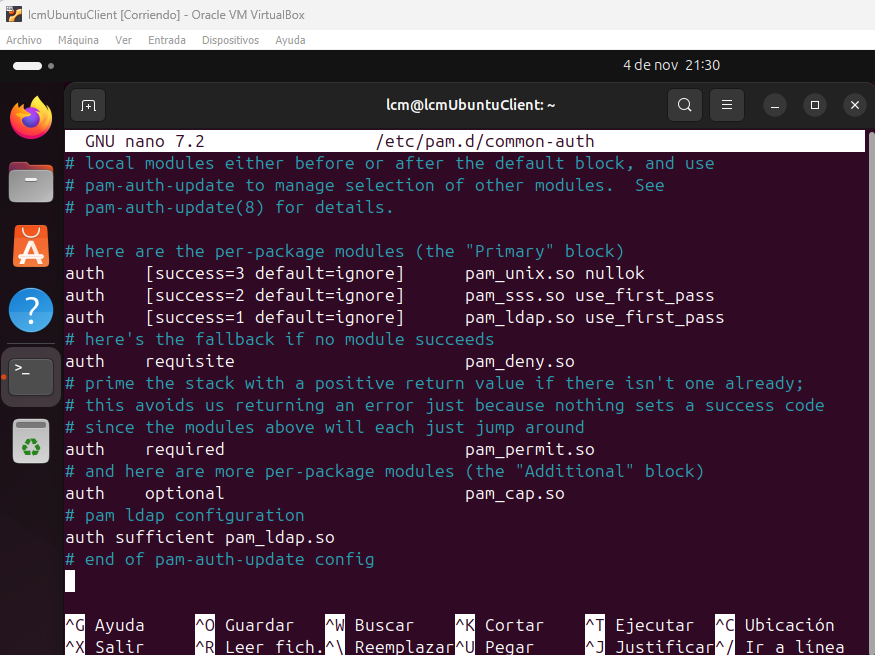 lcmUbuntuClient [Corriendo] - Oracle VM VirtualBox
Archivo Máquina Ver Entrada Dispositivos Ayuda
4 de nov 21:30
lcm@lcmUbuntuClient: ~
GNU nano 7.2 /etc/pam.d/common-auth
# local modules either before or after the default block, and use
# pam-auth-update to manage selection of other modules.  See
# pam-auth-update(8) for details.
# here are the per-package modules (the "Primary" block)
auth    [success=3 default=ignore]      pam_unix.so nullok
auth    [success=2 default=ignore]      pam_sss.so use_first_pass
auth    [success=1 default=ignore]      pam_ldap.so use_first_pass
# here's the fallback if no module succeeds
auth    requisite                       pam_deny.so
# prime the stack with a positive return value if there isn't one already;
# this avoids us returning an error just because nothing sets a success code
# since the modules above will each just jump around
auth    required                        pam_permit.so
# and here are more per-package modules (the "Additional" block)
auth    optional                        pam_cap.so
# pam ldap configuration
auth sufficient pam_ldap.so
# end of pam-auth-update config
^G Ayuda ^O Guardar ^W Buscar ^K Cortar ^T Ejecutar ^C Ubicación
^X Salir ^R Leer fich. ^\ Reemplazar ^U Pegar ^J Justificar ^/ Ir a línea